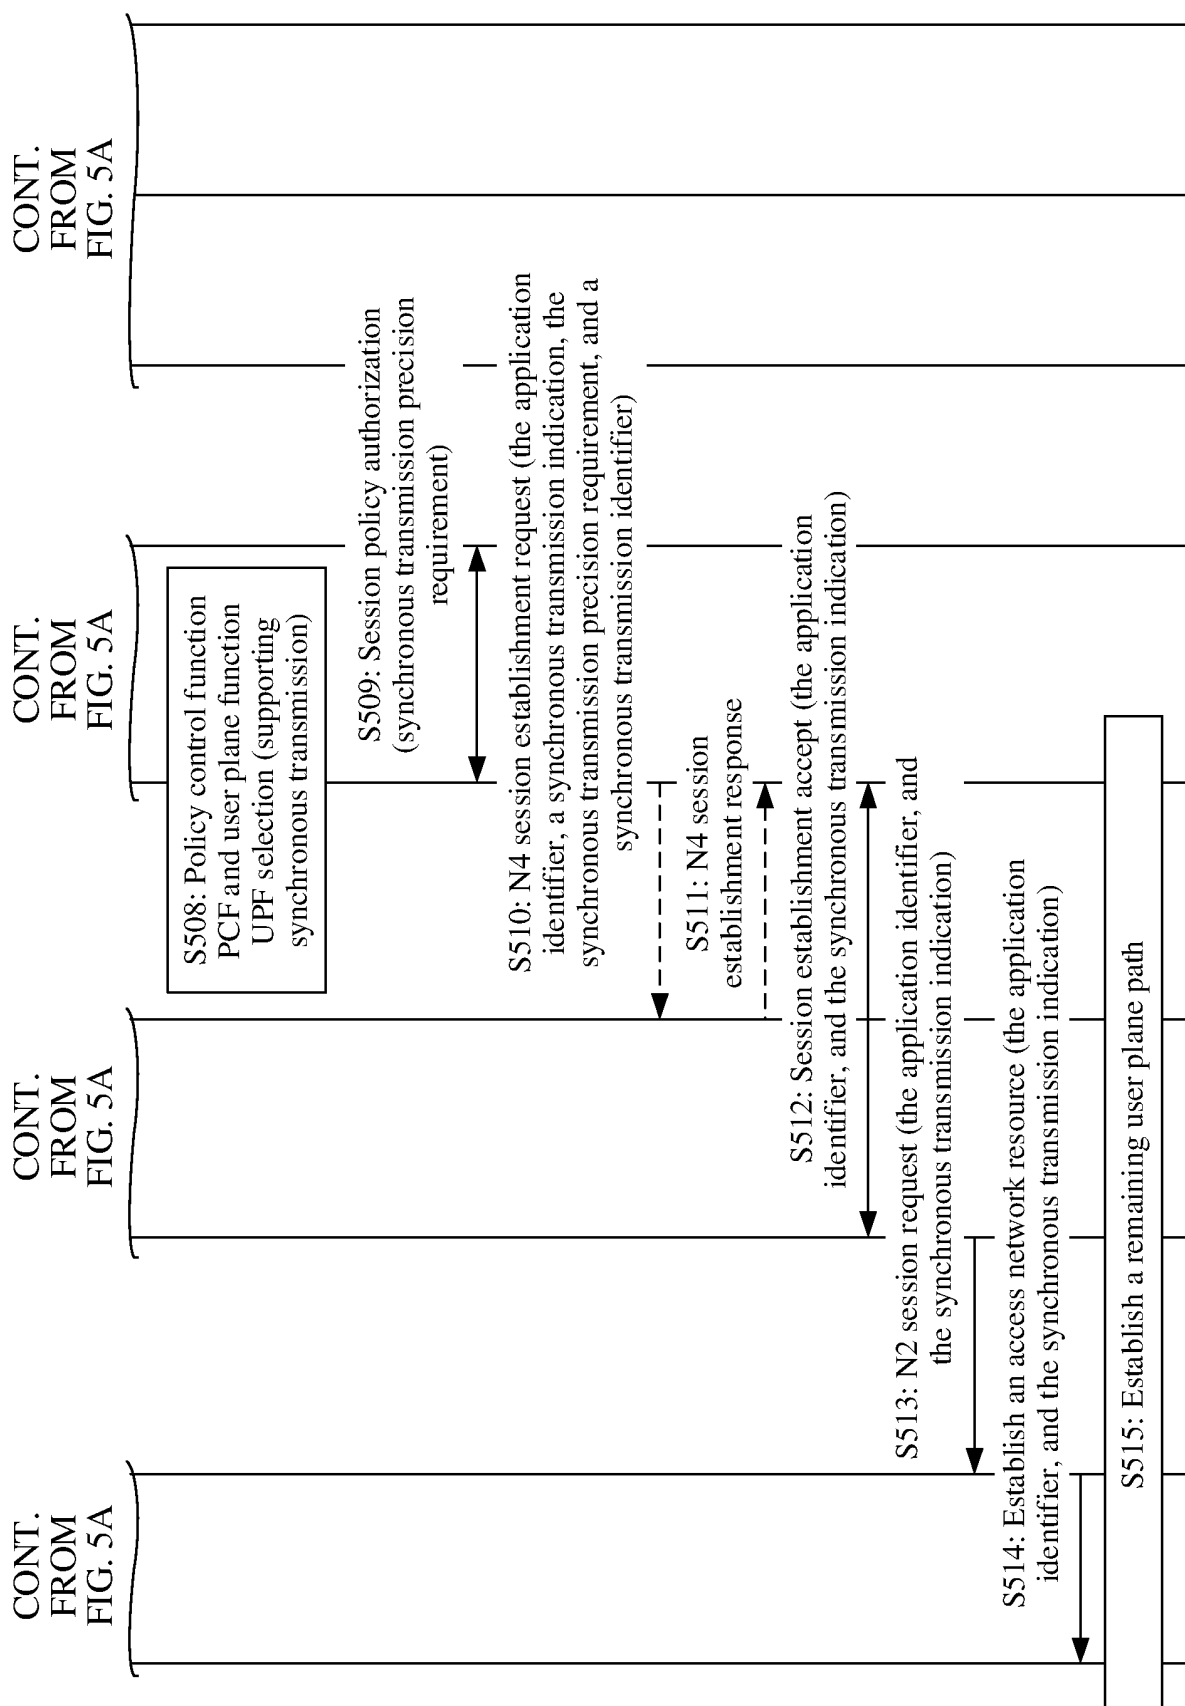 CONT.
FROM
FIG. 5A
CONT.
FROM
FIG. 5A
CONT.
FROM
FIG. 5A
CONT.
FROM
FIG. 5A
S508: Policy control function
PCF and user plane function
UPF selection (supporting
synchronous transmission)
S509: Session policy authorization
(synchronous transmission precision
requirement)
S510: N4 session establishment request (the application
identifier, a synchronous transmission indication, the
synchronous transmission precision requirement, and a
synchronous transmission identifier)
S511: N4 session
establishment response
S512: Session establishment accept (the application
identifier, and the synchronous transmission indication)
S513: N2 session request (the application identifier, and
the synchronous transmission indication)
S514: Establish an access network resource (the application
identifier, and the synchronous transmission indication)
S515: Establish a remaining user plane path